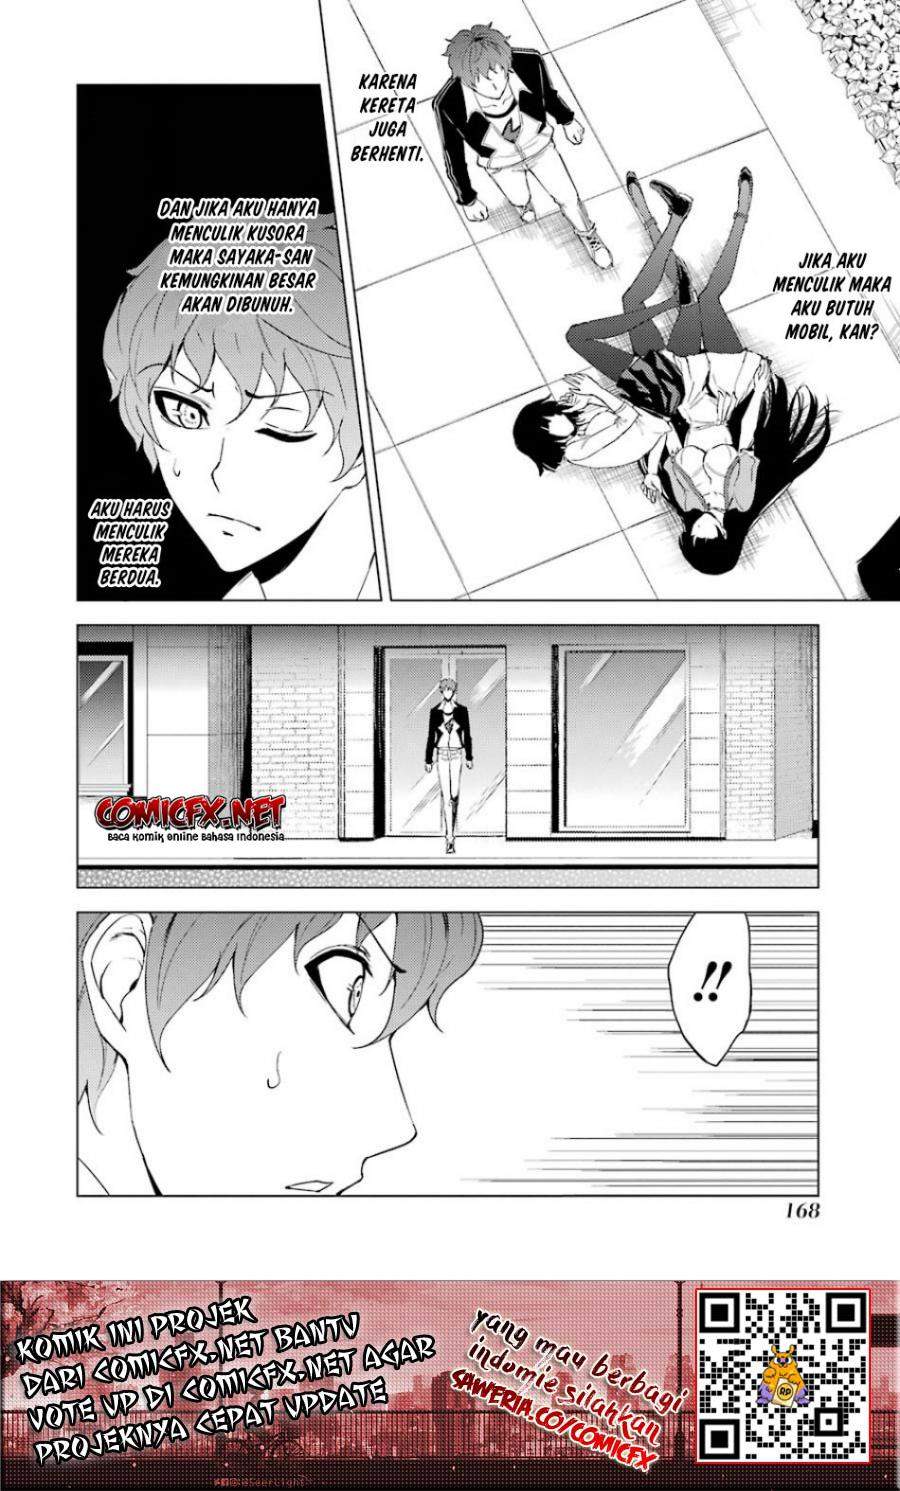 JIKA AKU
MENCULIK MAKA
AKU BUTUH
MOBIL, KAN?
KARENA
KERETA
JUGA
BERHENTI.
DAN JIKA AKU HANYA
MENCULIK KUSORA
MAKA SAYAKA-SAN
KEMUNGKINAN BESAR
AKAN DIBUNUH.
AKU HARUS
MENCULIK
MEREKA
BERDUA.
COMICFX.NET
Baca Komik Online Bahasa Indonesia
!!
168
KOMIK INI PROJEK
DARI COMICFX.NET BANTU
VOTE UP DI COMICFX.NET AGAR
PROJEKNYA CEPAT UPDATE
yang mau berbagi
indomie silahkan
SAWERIA.CO/COMICFX
RP
@SeerLight